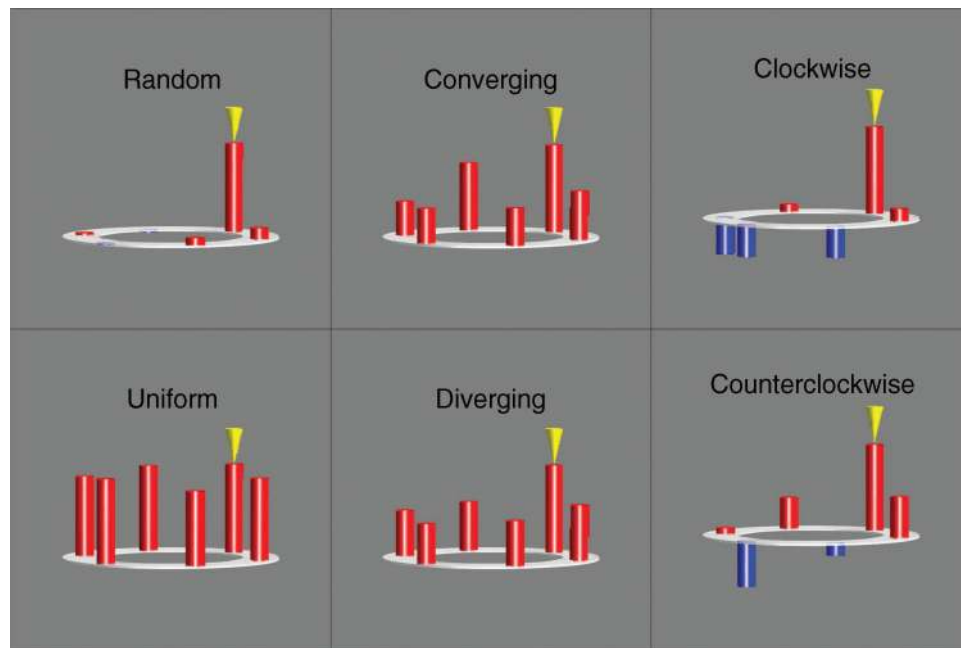 Random
Converging
Clockwise
Uniform
Diverging
Counterclockwise